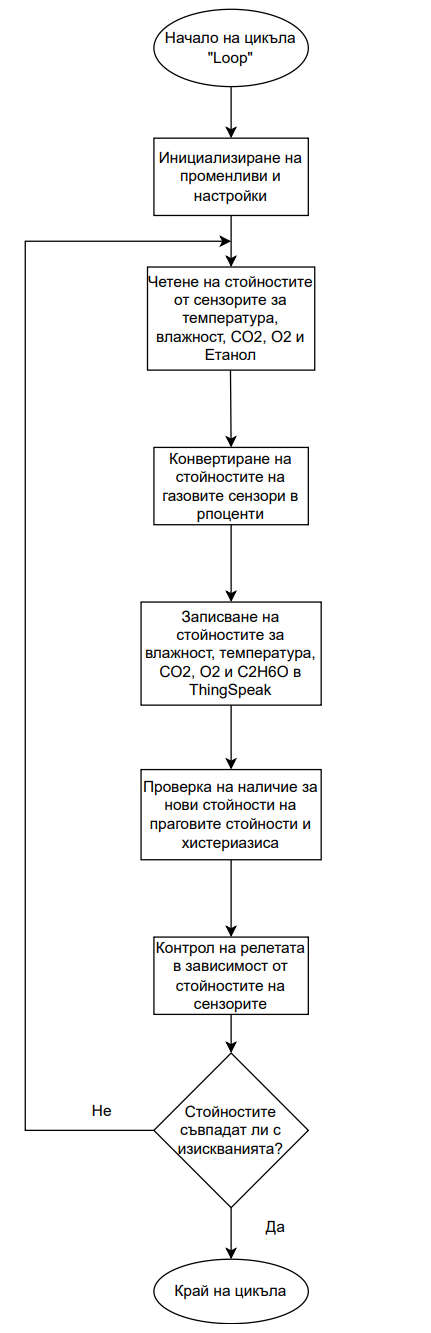 Начало на цикъла
"Loop"
Инициализиране на
променливи и
настройки
Четене на стойностите
от сензорите за
температура,
влажност, CO2, O2 и
Етанол
Конвертиране на
стойностите на
газовите сензори в
рпоценти
Записване на
стойностите за
влажност, температура,
CO2, O2 и C2H6O в
ThingSpeak
Проверка на наличие за
нови стойности на
праговите стойности и
хистериазиса
Контрол на релетата
в зависимост от
стойностите на
сензорите
Стойностите
съвпадат ли с
изискванията?
Не
Да
Край на цикъла